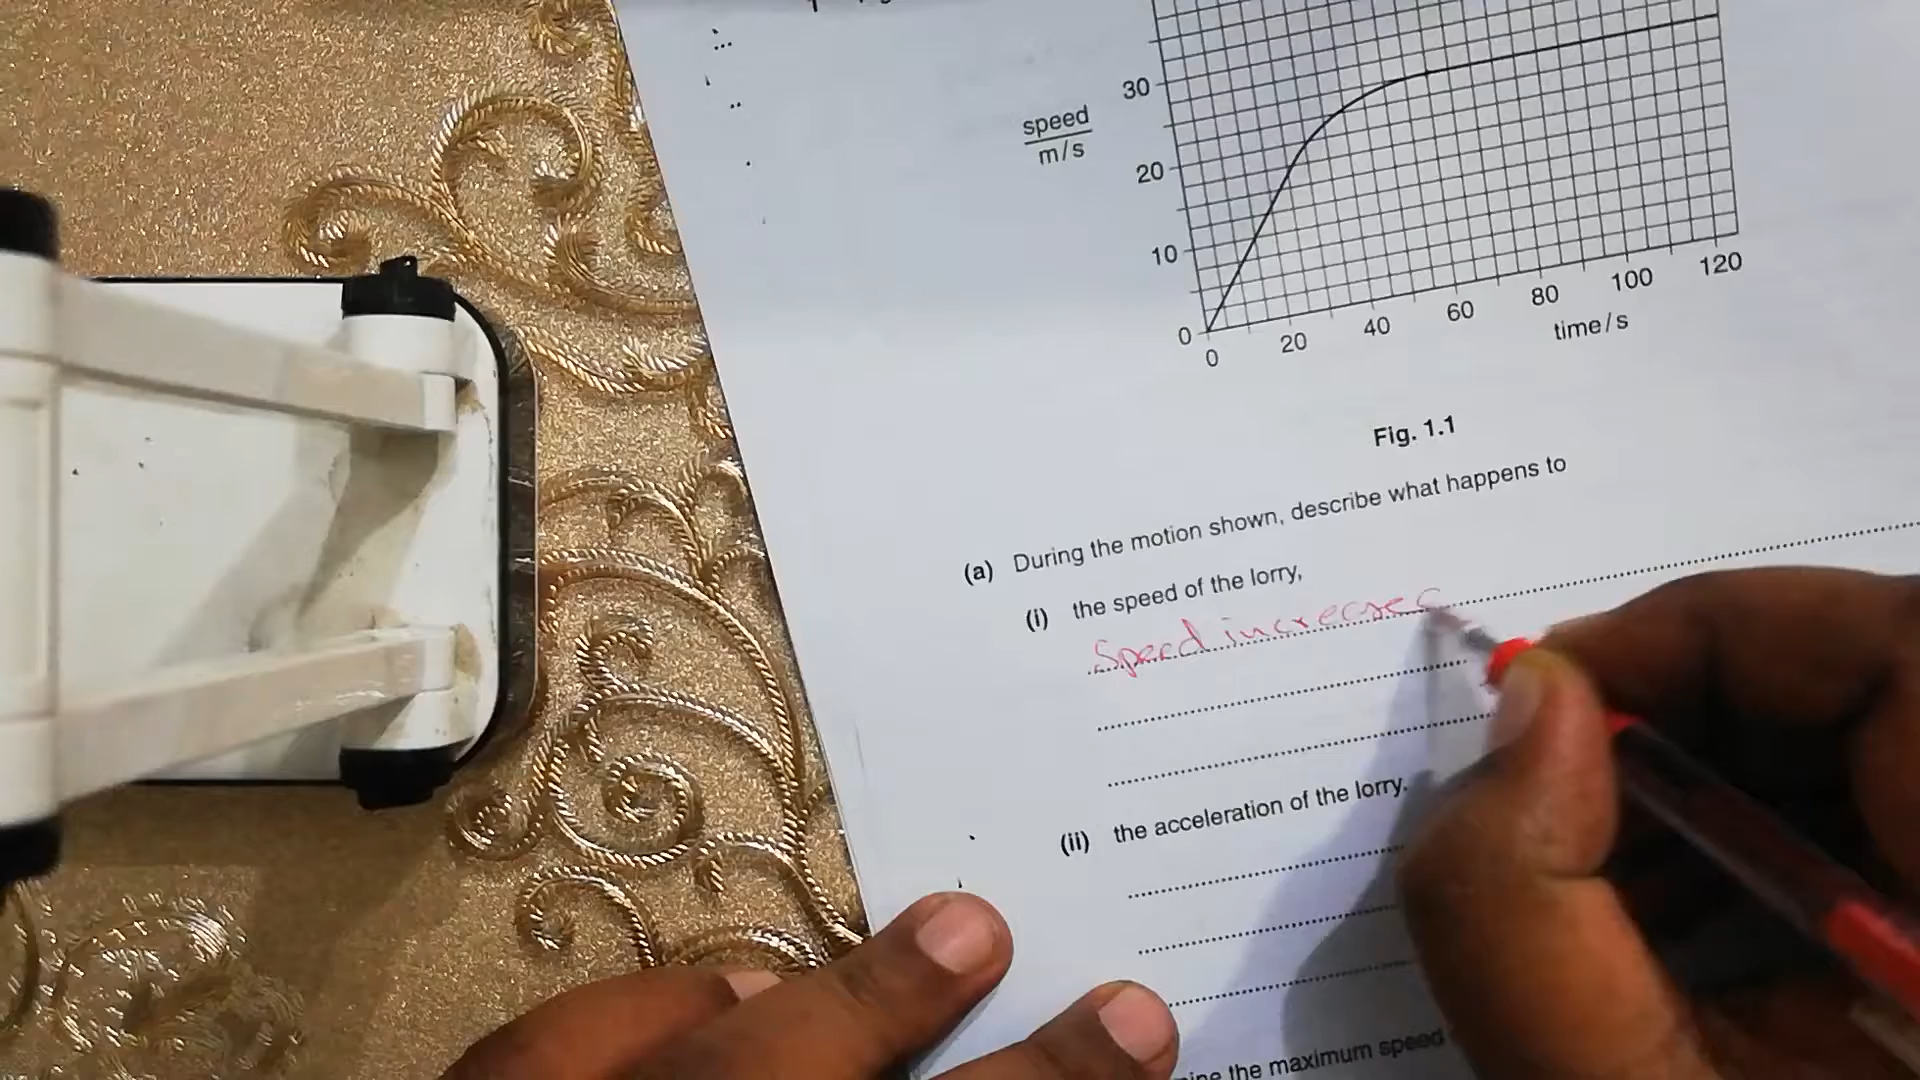 30
speed
m/s
20
10
0
0 20 40 60 80 100 120
time/s
Fig. 1.1
(a) During the motion shown, describe what happens to
(i) the speed of the lorry,
Speed increases
(ii) the acceleration of the lorry.
the maximum speed